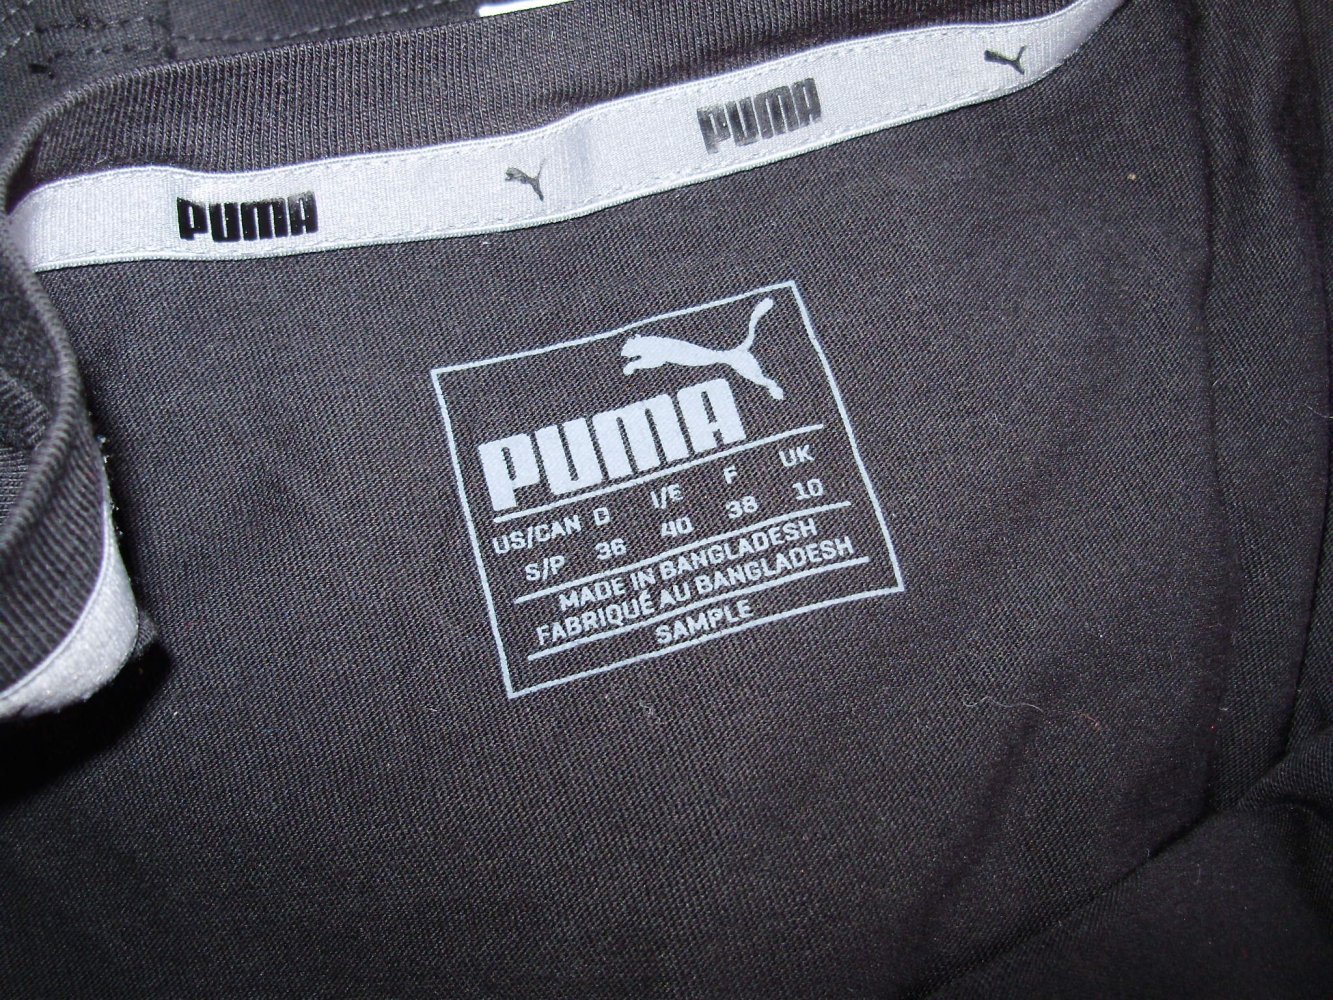 PUMA PUMA
PUMA
US/CAN D I/E F UK
S/P 36 40 38 10
MADE IN BANGLADESH
FABRIQUÉ AU BANGLADESH
SAMPLE